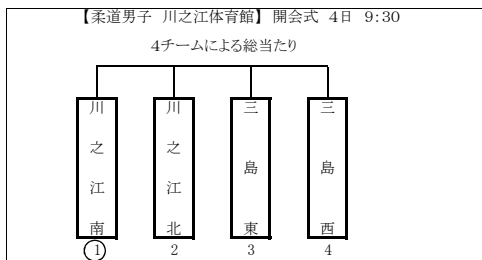 【柔道男子 川之江体育館】 開会式 4日 9:30
4チームによる総当たり
川之江南
川之江北
三島東
三島西
① 2 3 4